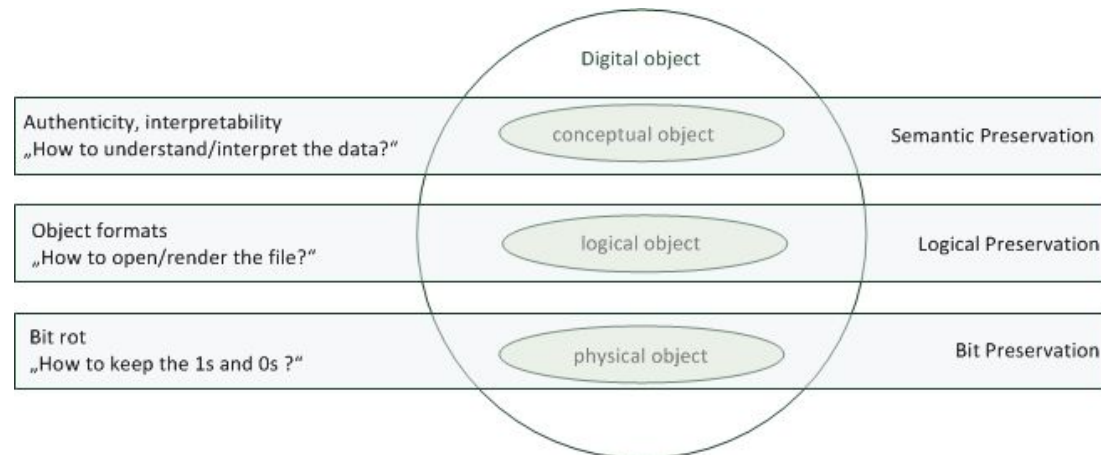 Digital object
Authenticity, interpretability
„How to understand/interpret the data?“
conceptual object
Semantic Preservation
Object formats
„How to open/render the file?“
logical object
Logical Preservation
Bit rot
„How to keep the 1s and 0s ?“
physical object
Bit Preservation